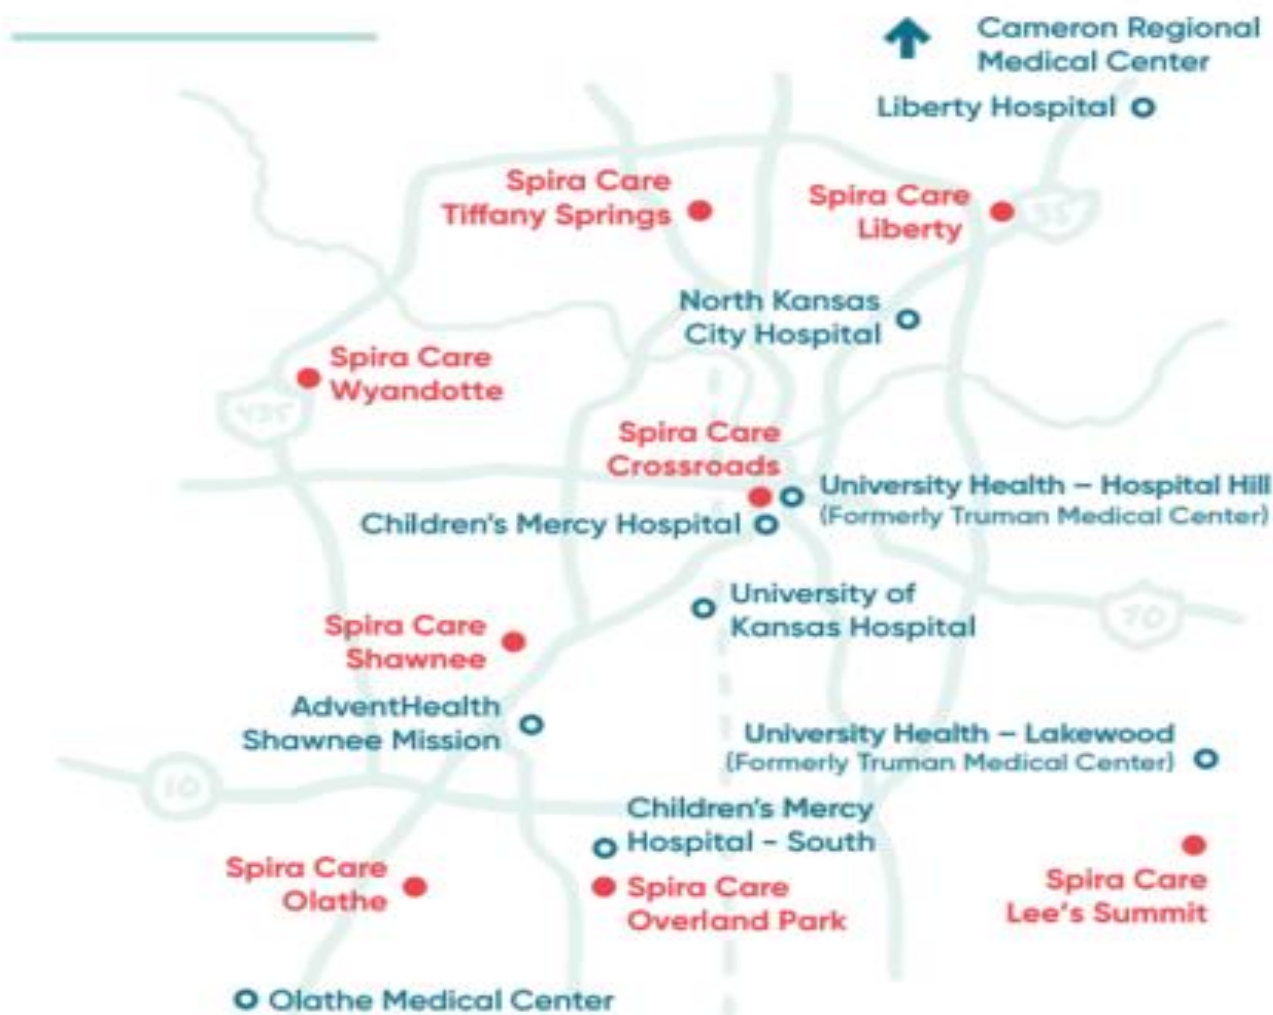 Cameron Regional
Medical Center
Liberty Hospital
Spira Care
Tiffany Springs
Spira Care
Liberty
35
North Kansas
City Hospital
Spira Care
Wyandotte
435
Spira Care
Crossroads
University Health – Hospital Hill
(Formerly Truman Medical Center)
Children's Mercy Hospital
University of
Kansas Hospital
70
Spira Care
Shawnee
AdventHealth
Shawnee Mission
University Health – Lakewood
(Formerly Truman Medical Center)
10
Children's Mercy
Hospital - South
Spira Care
Olathe
Spira Care
Overland Park
Spira Care
Lee's Summit
Olathe Medical Center